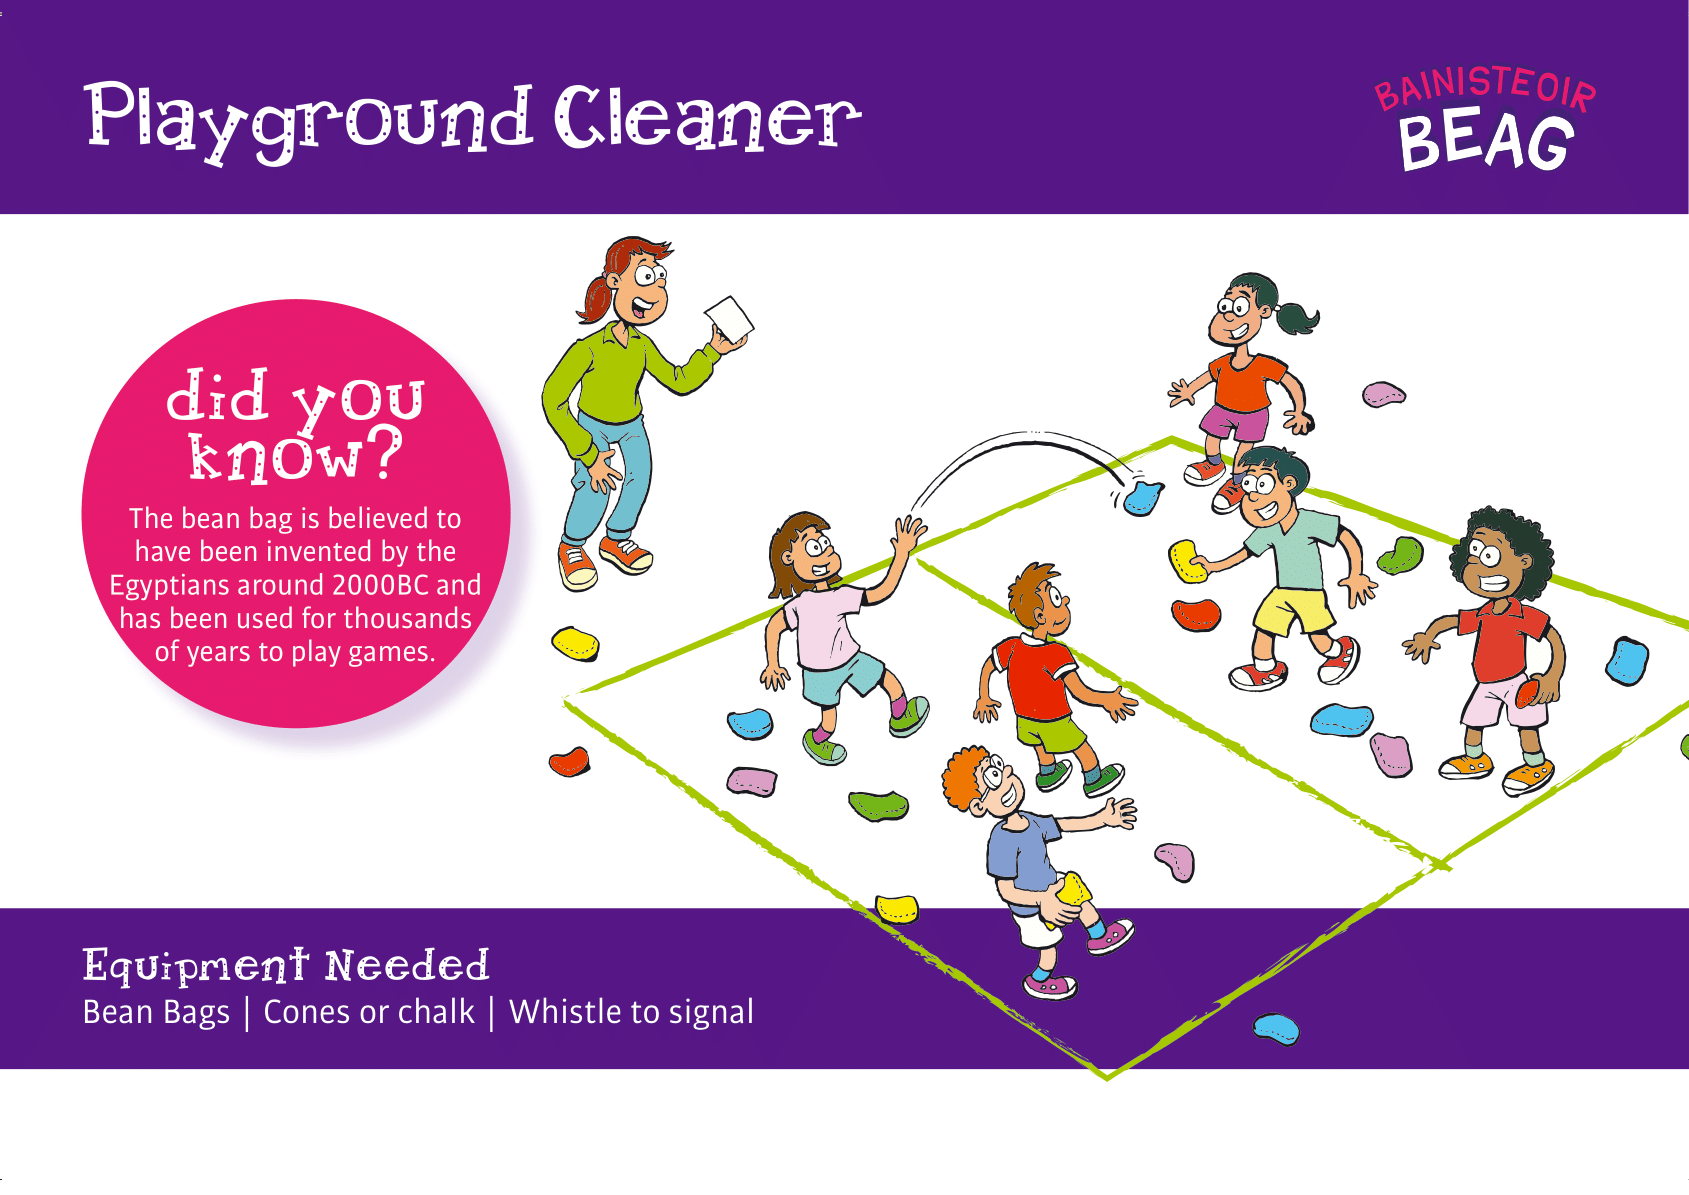 Playground Cleaner
BAINISTEOIR
BEAG
did you
know?
The bean bag is believed to
have been invented by the
Egyptians around 2000BC and
has been used for thousands
of years to play games.
Equipment Needed
Bean Bags | Cones or chalk | Whistle to signal